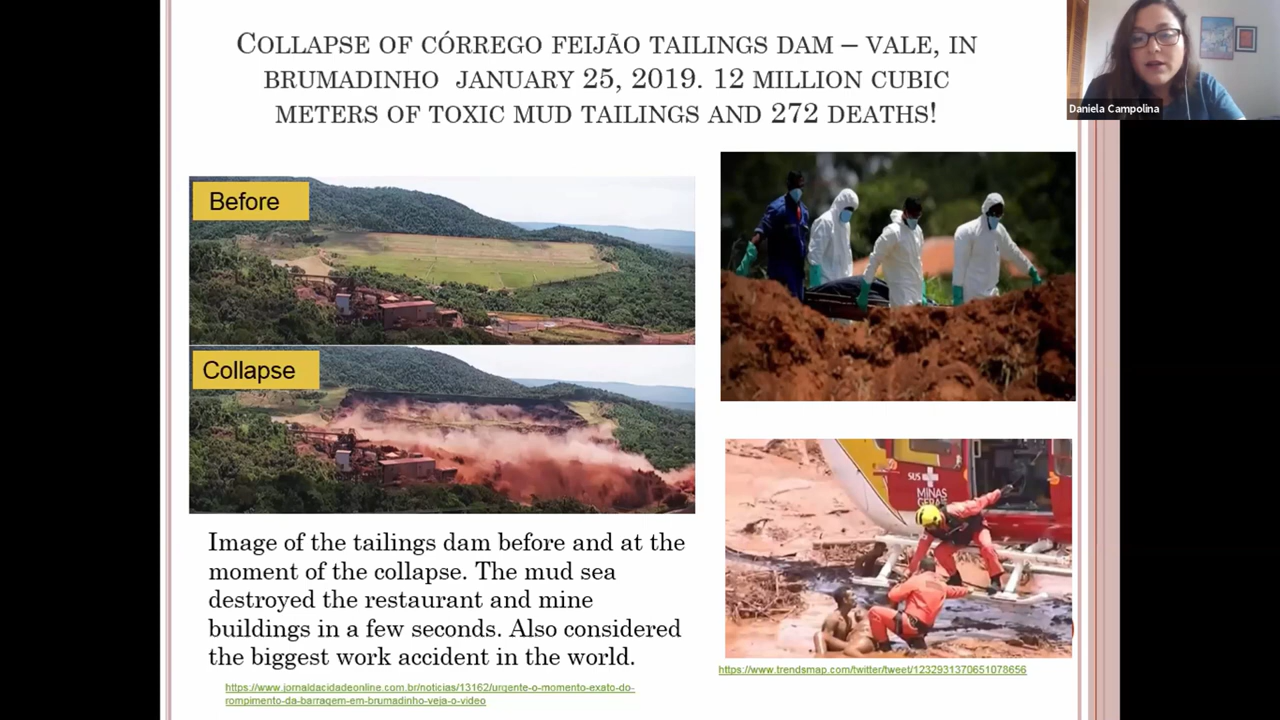 COLLAPSE OF CÓRREGO FEIJÃO TAILINGS DAM – VALE, IN
BRUMADINHO JANUARY 25, 2019. 12 MILLION CUBIC
METERS OF TOXIC MUD TAILINGS AND 272 DEATHS!
Daniela Campolina
Before
Collapse
SUS
MINAS
GERA
Image of the tailings dam before and at the
moment of the collapse. The mud sea
destroyed the restaurant and mine
buildings in a few seconds. Also considered
the biggest work accident in the world.
https://www.jornaldacidadeonline.com.br/noticias/13162/urgente-o-momento-exato-do-
rompimento-da-barragem-em-brumadinho-veja-o-video
https://www.trendsmap.com/twitter/tweet/1232931370651078656